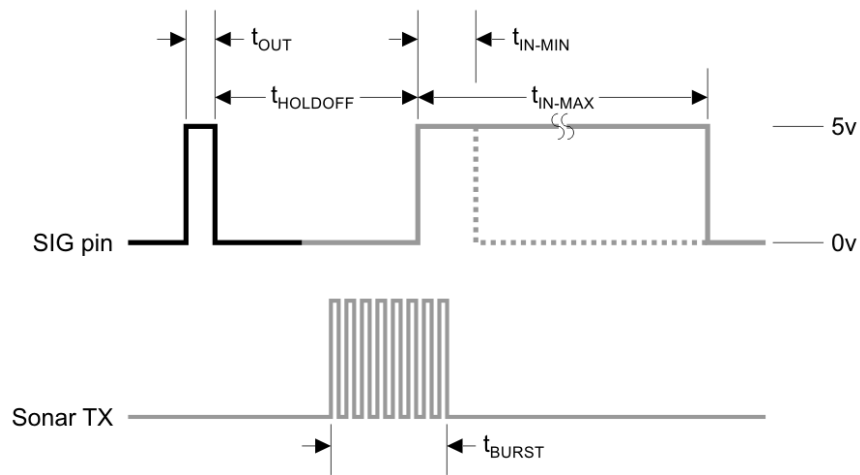 tOUT
tIN-MIN
tHOLDOFF
tIN-MAX
5v
SIG pin
0v
Sonar TX
tBURST